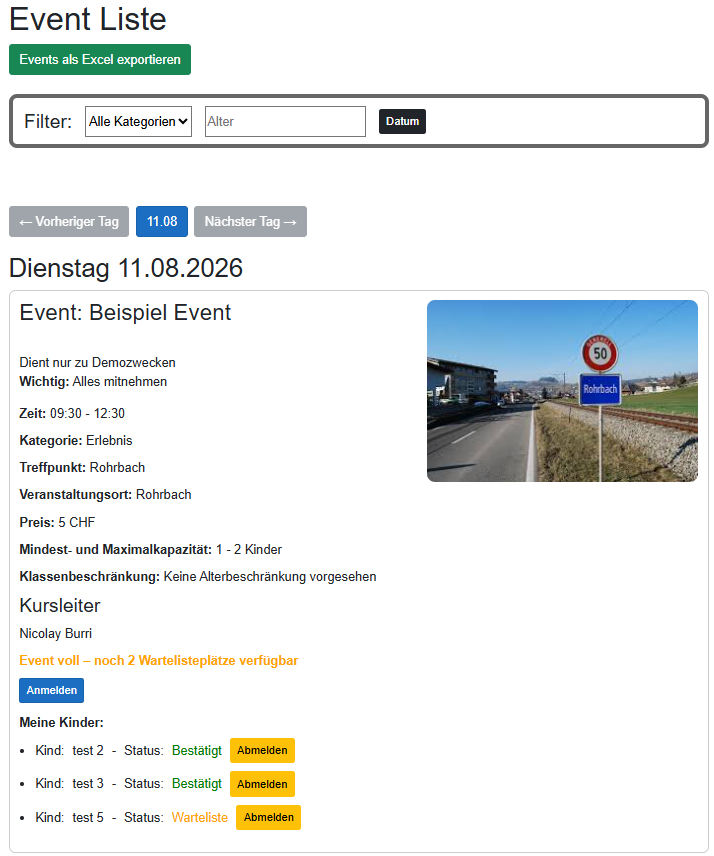 Event Liste
Events als Excel exportieren
Filter: Alle Kategorien Alter Datum
← Vorheriger Tag 11.08 Nächster Tag →
Dienstag 11.08.2026
Event: Beispiel Event
GENERELL
50
Rohrbach
Dient nur zu Demozwecken
Wichtig: Alles mitnehmen
Zeit: 09:30 - 12:30
Kategorie: Erlebnis
Treffpunkt: Rohrbach
Veranstaltungsort: Rohrbach
Preis: 5 CHF
Mindest- und Maximalkapazität: 1 - 2 Kinder
Klassenbeschränkung: Keine Alterbeschränkung vorgesehen
Kursleiter
Nicolay Burri
Event voll – noch 2 Wartelisteplätze verfügbar
Anmelden
Meine Kinder:
• Kind: test 2 - Status: Bestätigt Abmelden
• Kind: test 3 - Status: Bestätigt Abmelden
• Kind: test 5 - Status: Warteliste Abmelden